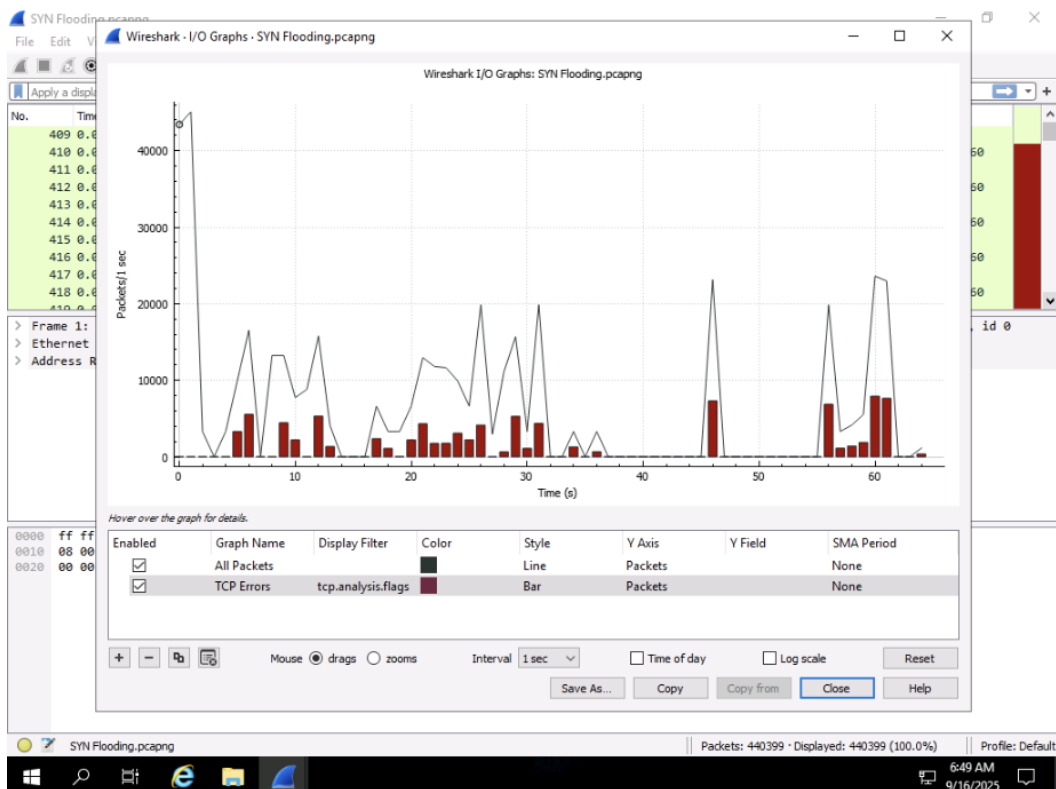 SYN Flooding.pcapng
File Edit
Wireshark · I/O Graphs · SYN Flooding.pcapng
Apply a displa
No. Time
409 0.0
410 0.0
411 0.0
412 0.0
413 0.0
414 0.0
415 0.0
416 0.0
417 0.0
418 0.0
60
60
60
60
60
Wireshark I/O Graphs: SYN Flooding.pcapng
Packets/1 sec
40000
30000
20000
10000
0
0 10 20 30 40 50 60
Time (s)
Frame 1:
, id 0
Ethernet
Address R
Hover over the graph for details.
0000 ff ff
0010 08 00
0020 00 00
Enabled Graph Name Display Filter Color Style Y Axis Y Field SMA Period
All Packets Line Packets None
TCP Errors tcp.analysis.flags Bar Packets None
Mouse drags zooms Interval 1 sec Time of day Log scale Reset
Save As... Copy Copy from Close Help
SYN Flooding.pcapng
Packets: 440399 · Displayed: 440399 (100.0%)
Profile: Default
6:49 AM
9/16/2025